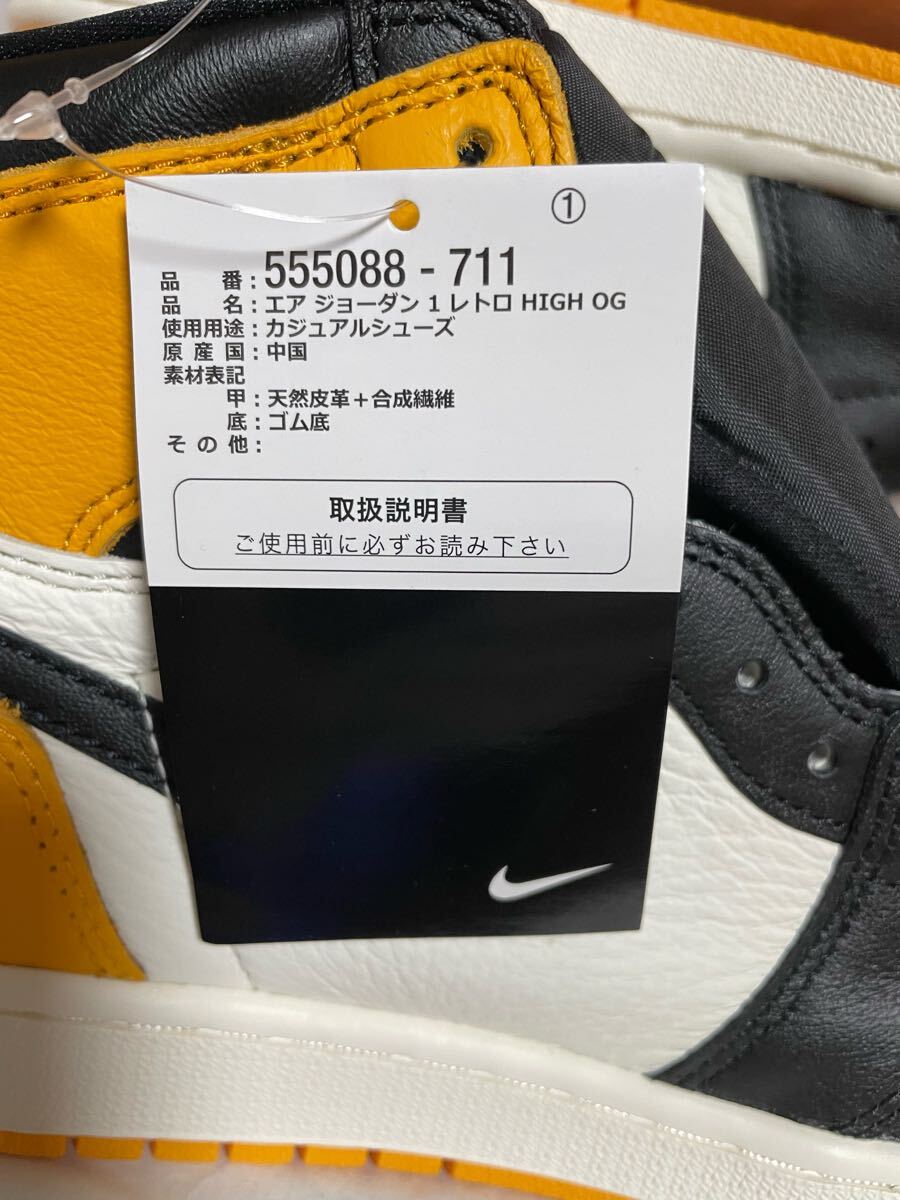 ①
品 番:555088-711
品 名:エア ジョーダン 1 レトロ HIGH OG
使用用途:カジュアルシューズ
原 産 国:中国
素材表記
甲:天然皮革+合成繊維
底:ゴム底
そ の 他:
取扱説明書
ご使用前に必ずお読み下さい